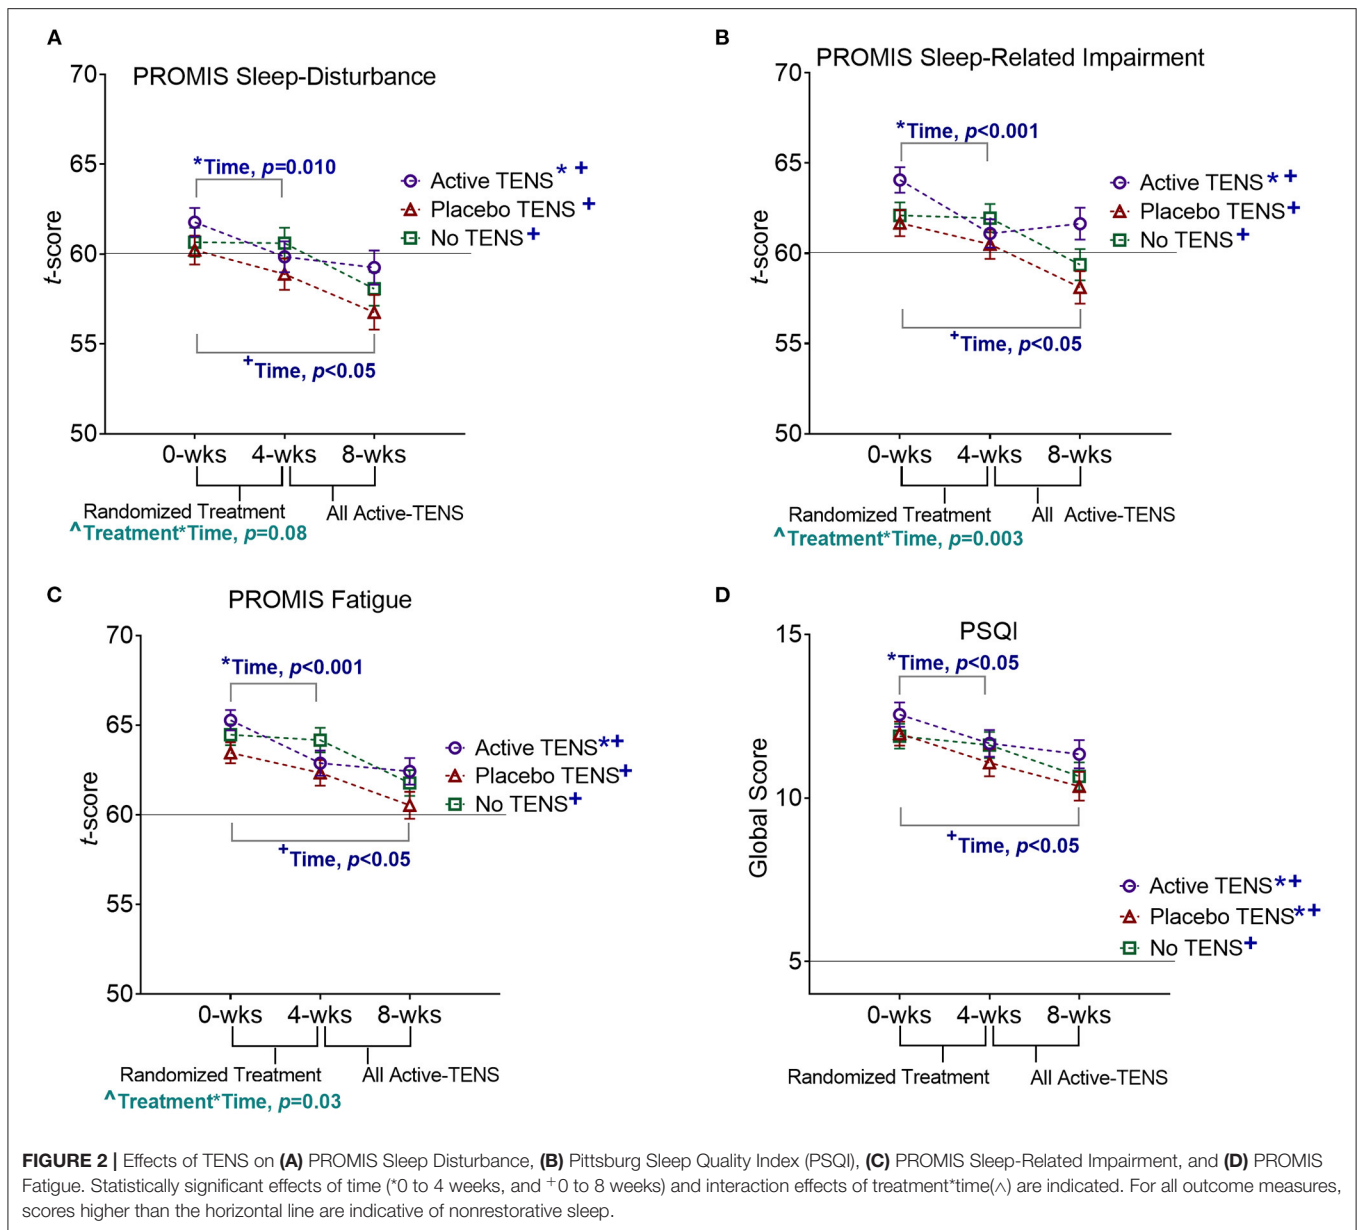 A
PROMIS Sleep-Disturbance
70
65
60
55
50
t-score
*Time, p=0.010
Active TENS* +
Placebo TENS +
No TENS+
+Time, p<0.05
0-wks 4-wks 8-wks
Randomized Treatment All Active-TENS
^Treatment*Time, p=0.08
B
PROMIS Sleep-Related Impairment
70
65
60
55
50
t-score
*Time, p<0.001
Active TENS*+
Placebo TENS+
No TENS+
+Time, p<0.05
0-wks 4-wks 8-wks
Randomized Treatment All Active-TENS
^Treatment*Time, p=0.003
C
PROMIS Fatigue
70
65
60
55
50
t-score
*Time, p<0.001
Active TENS*+
Placebo TENS+
No TENS+
+Time, p<0.05
0-wks 4-wks 8-wks
Randomized Treatment All Active-TENS
^Treatment*Time, p=0.03
D
PSQI
15
10
5
Global Score
*Time, p<0.05
+Time, p<0.05
Active TENS*+
Placebo TENS*+
No TENS+
0-wks 4-wks 8-wks
Randomized Treatment All Active-TENS
FIGURE 2 | Effects of TENS on (A) PROMIS Sleep Disturbance, (B) Pittsburg Sleep Quality Index (PSQI), (C) PROMIS Sleep-Related Impairment, and (D) PROMIS
Fatigue. Statistically significant effects of time (*0 to 4 weeks, and +0 to 8 weeks) and interaction effects of treatment*time(∧) are indicated. For all outcome measures,
scores higher than the horizontal line are indicative of nonrestorative sleep.